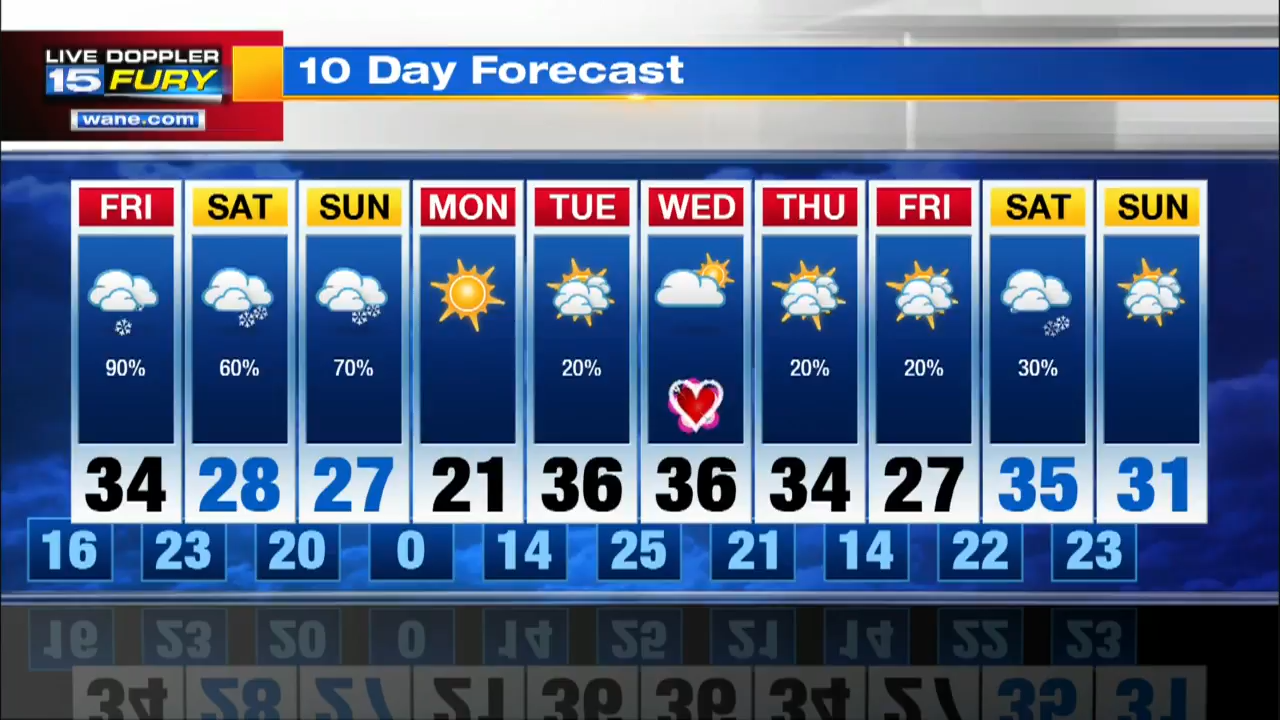 LIVE DOPPLER
15 FURY
wane.com
10 Day Forecast
FRI SAT SUN MON TUE WED THU FRI SAT SUN
90% 60% 70% 20% 20% 20% 30%
34 28 27 21 36 36 34 27 35 31
16 23 20 0 14 25 21 14 22 23